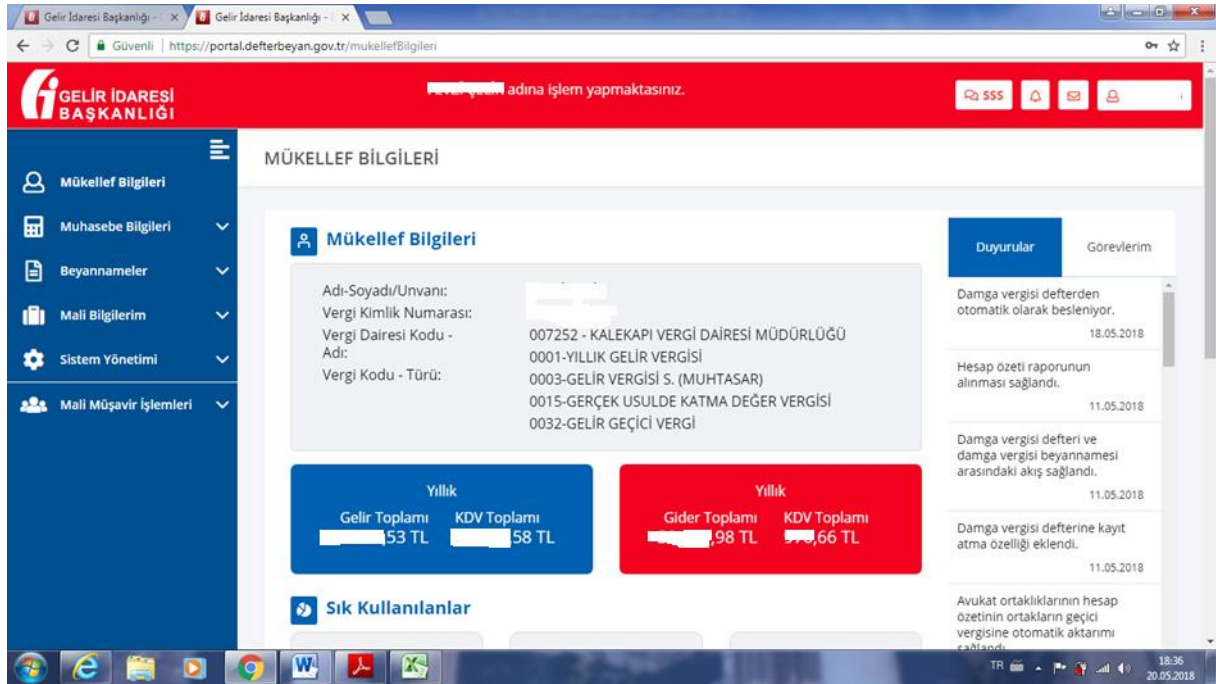 Gelir İdaresi Başkanlığı -
Gelir İdaresi Başkanlığı -
Güvenli | https://portal.defterbeyan.gov.tr/mukellefBilgileri
GELİR İDARESİ
BAŞKANLIĞI
adına işlem yapmaktasınız.
SSS
MÜKELLEF BİLGİLERİ
Mükellef Bilgileri
Muhasebe Bilgileri
Beyannameler
Mali Bilgilerim
Sistem Yönetimi
Mali Müşavir İşlemleri
Mükellef Bilgileri
Adı-Soyadı/Unvanı:
Vergi Kimlik Numarası:
Vergi Dairesi Kodu -
Adı:
007252 - KALEKAPI VERGİ DAİRESİ MÜDÜRLÜĞÜ
Vergi Kodu - Türü:
0001-YILLIK GELİR VERGİSİ
0003-GELİR VERGİSİ S. (MUHTASAR)
0015-GERÇEK USULDE KATMA DEĞER VERGİSİ
0032-GELİR GEÇİCİ VERGİ
Yıllık
Gelir Toplamı KDV Toplamı
,53 TL ,58 TL
Yıllık
Gider Toplamı KDV Toplamı
,98 TL ,66 TL
Sık Kullanılanlar
Duyurular Görevlerim
Damga vergisi defterden
otomatik olarak besleniyor.
18.05.2018
Hesap özeti raporunun
alınması sağlandı.
11.05.2018
Damga vergisi defteri ve
damga vergisi beyannamesi
arasındaki akış sağlandı.
11.05.2018
Damga vergisi defterine kayıt
atma özelliği eklendi.
11.05.2018
Avukat ortaklıklarının hesap
özetinin ortakların geçici
vergisine otomatik aktarımı
sağlandı
TR
18:36
20.05.2018